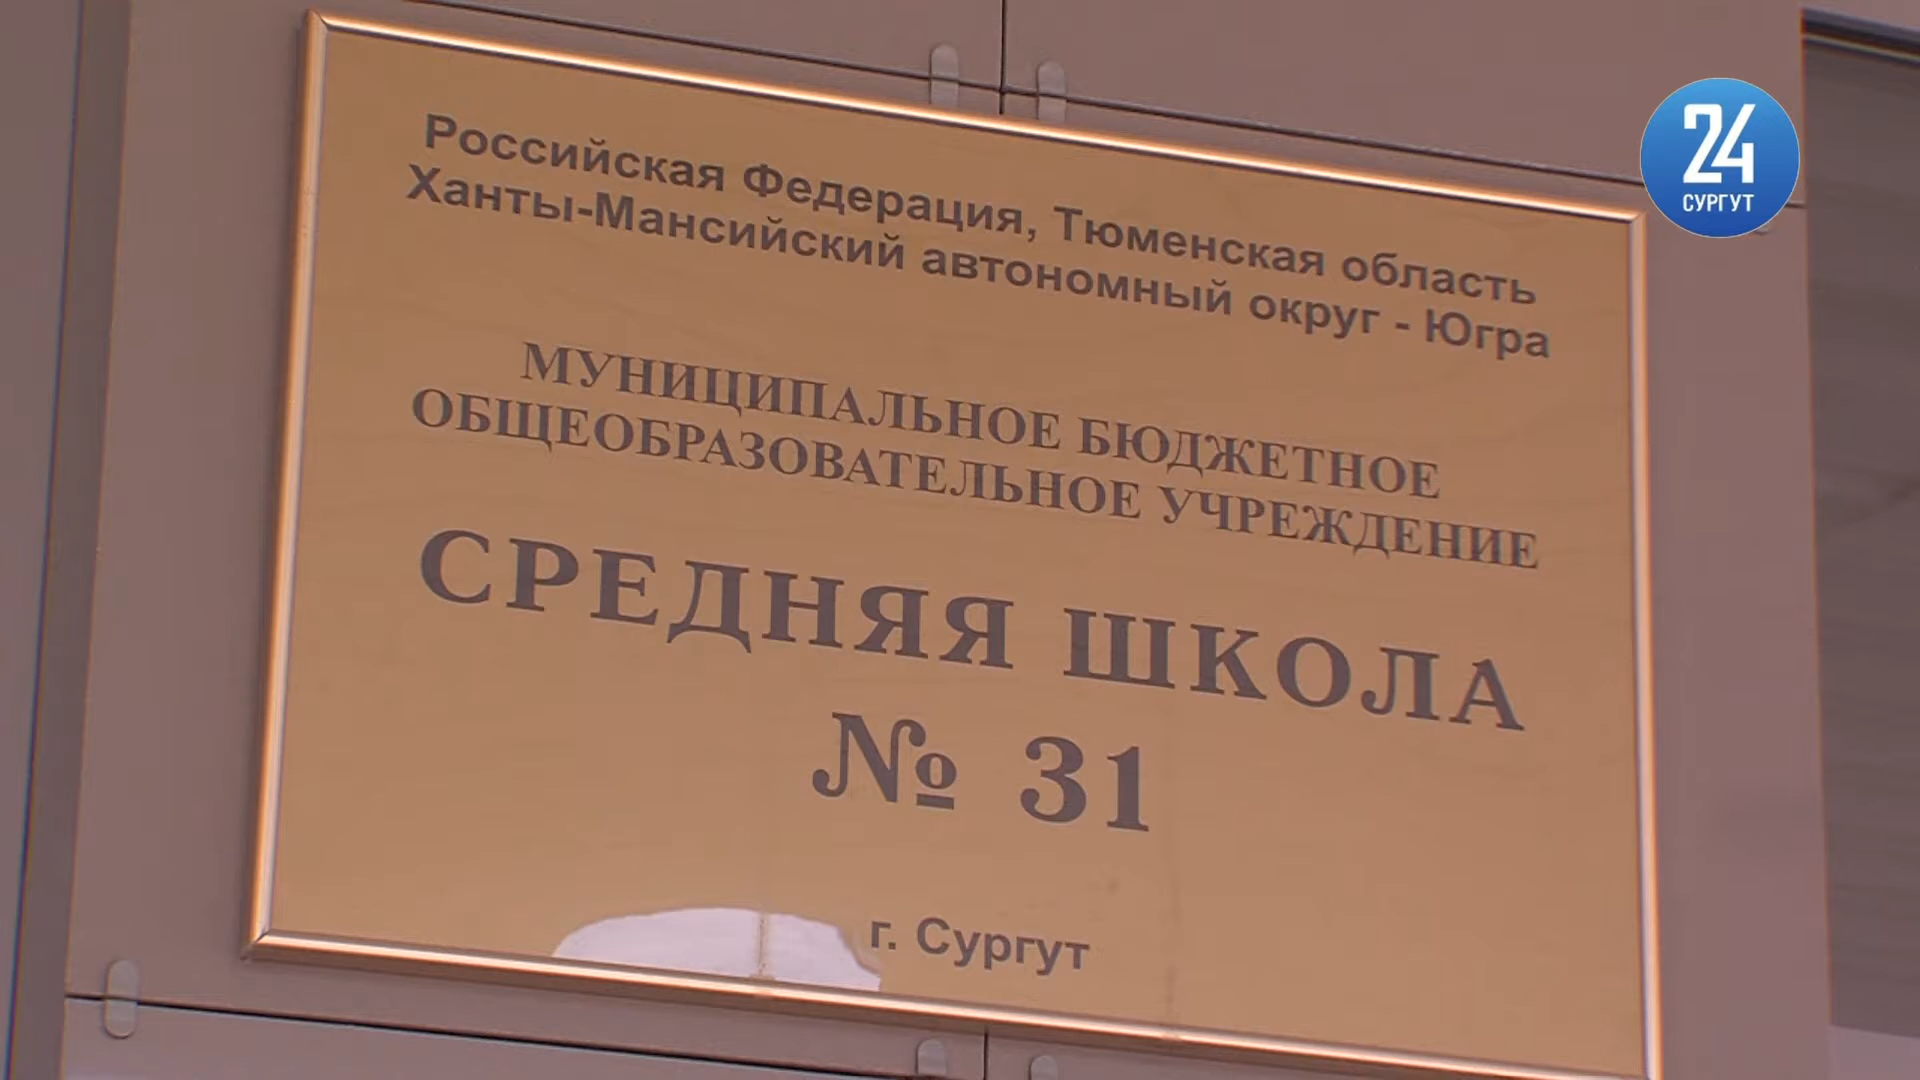 Российская Федерация, Тюменская область
Ханты-Мансийский автономный округ - Югра
МУНИЦИПАЛЬНОЕ БЮДЖЕТНОЕ
ОБЩЕОБРАЗОВАТЕЛЬНОЕ УЧРЕЖДЕНИЕ
СРЕДНЯЯ ШКОЛА
№ 31
г. Сургут
24
СУРГУТ